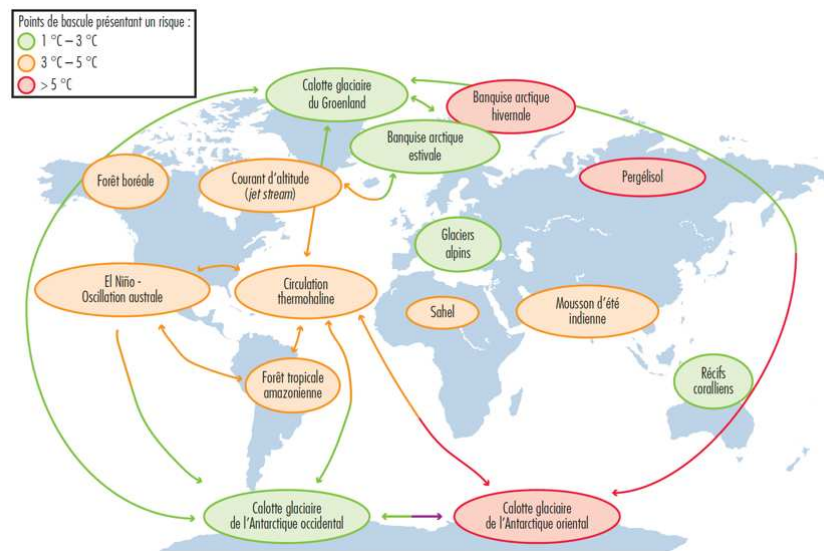 Points de bascule présentant un risque :
1 °C – 3 °C
3 °C – 5 °C
> 5 °C
Calotte glaciaire
du Groenland
Banquise arctique
hivernale
Banquise arctique
estivale
Forêt boréale
Courant d'altitude
(jet stream)
Pergélisol
Glaciers
alpins
El Niño -
Oscillation australe
Circulation
thermohaline
Sahel
Mousson d'été
indienne
Forêt tropicale
amazonienne
Récifs
coralliens
Calotte glaciaire
de l'Antarctique occidental
Calotte glaciaire
de l'Antarctique oriental